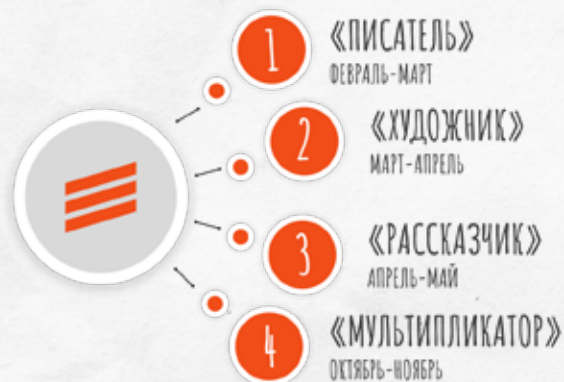 1
«ПИСАТЕЛЬ»
ФЕВРАЛЬ-МАРТ
2
«ХУДОЖНИК»
МАРТ-АПРЕЛЬ
3
«РАССКАЗЧИК»
АПРЕЛЬ-МАЙ
4
«МУЛЬТИПЛИКАТОР»
ОКТЯБРЬ-НОЯБРЬ